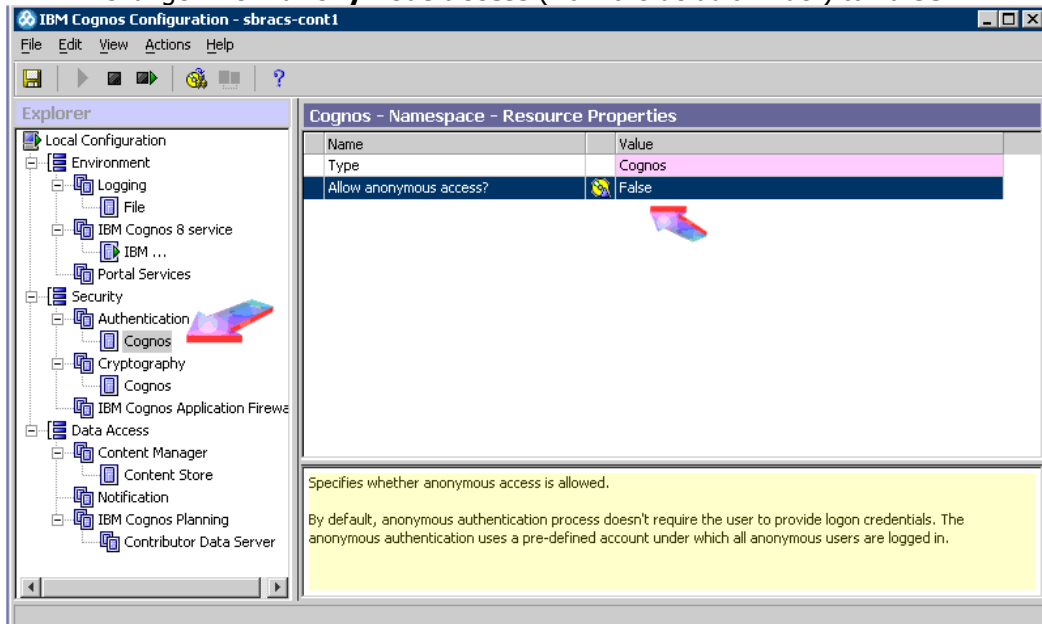 IBM Cognos Configuration - sbracs-cont1
File Edit View Actions Help
?
Explorer
Local Configuration
Environment
Logging
File
IBM Cognos 8 service
IBM ...
Portal Services
Security
Authentication
Cognos
Cryptography
Cognos
IBM Cognos Application Firewa
Data Access
Content Manager
Content Store
Notification
IBM Cognos Planning
Contributor Data Server
Cognos - Namespace - Resource Properties
Name Value
Type Cognos
Allow anonymous access? False
Specifies whether anonymous access is allowed.
By default, anonymous authentication process doesn't require the user to provide logon credentials. The
anonymous authentication uses a pre-defined account under which all anonymous users are logged in.